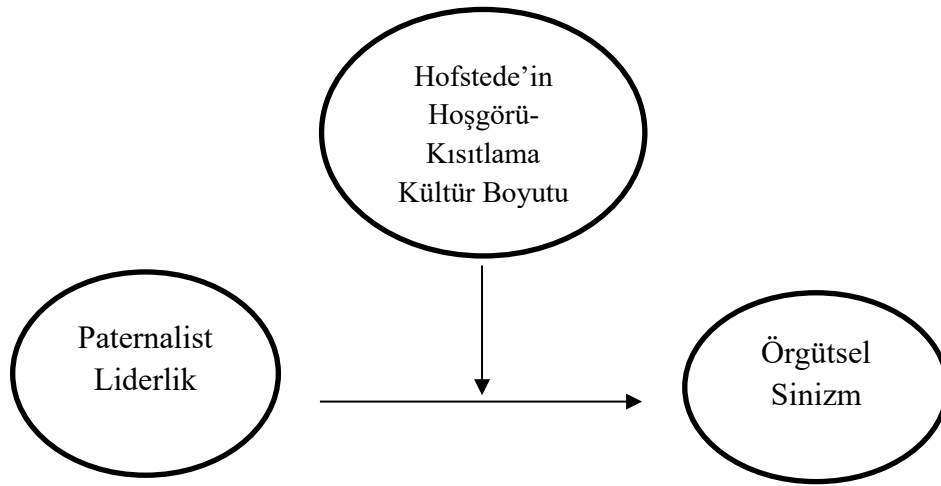 Hofstede’in
Hoşgörü-
Kısıtlama
Kültür Boyutu
Paternalist
Liderlik
Örgütsel
Sinizm